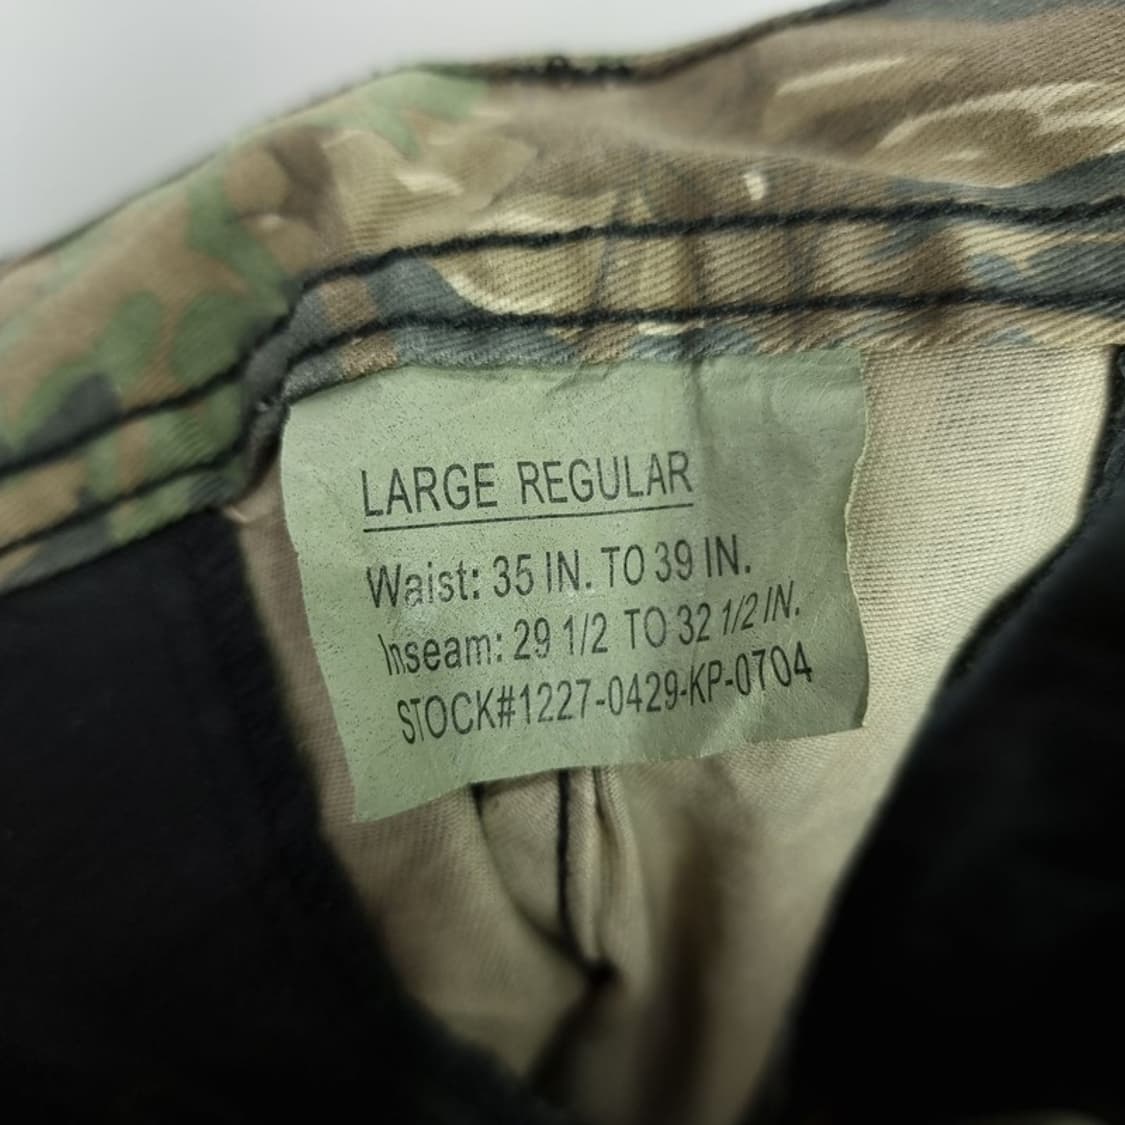 LARGE REGULAR
Waist: 35 IN. TO 39 IN.
Inseam: 29 1/2 TO 32 1/2 IN.
STOCK#1227-0429-KP-0704